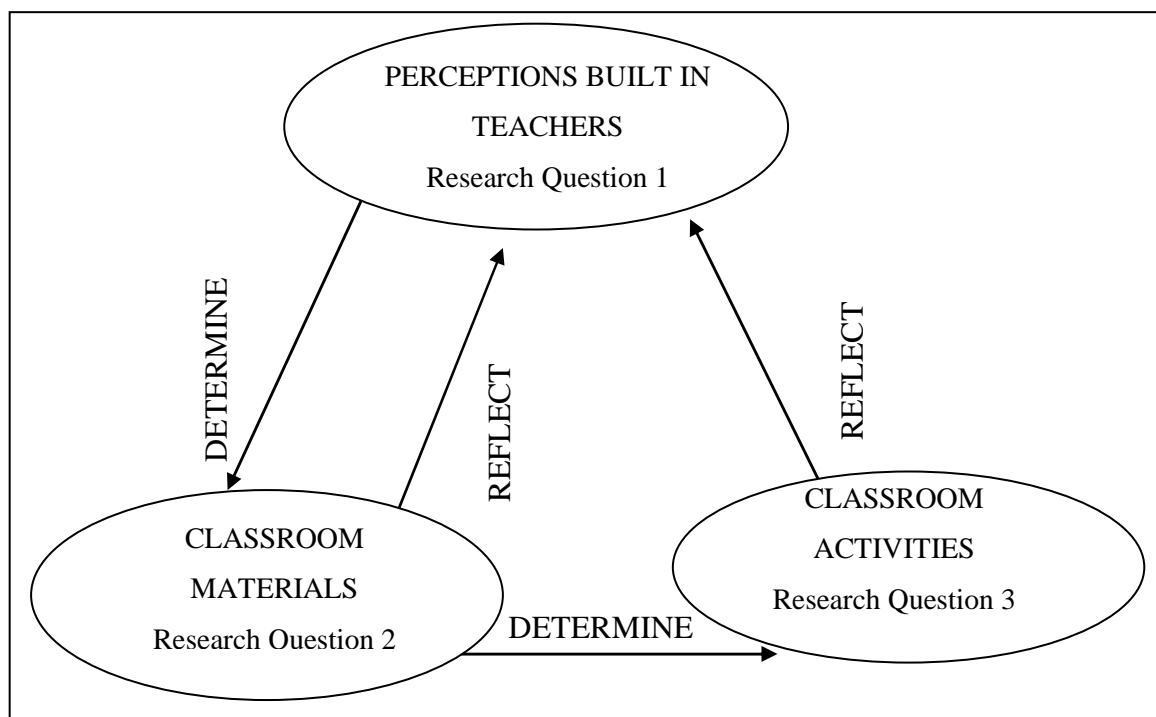 PERCEPTIONS BUILT IN
TEACHERS
Research Question 1
DETERMINE
REFLECT
REFLECT
CLASSROOM
MATERIALS
Research Ouestion 2
DETERMINE
CLASSROOM
ACTIVITIES
Research Question 3